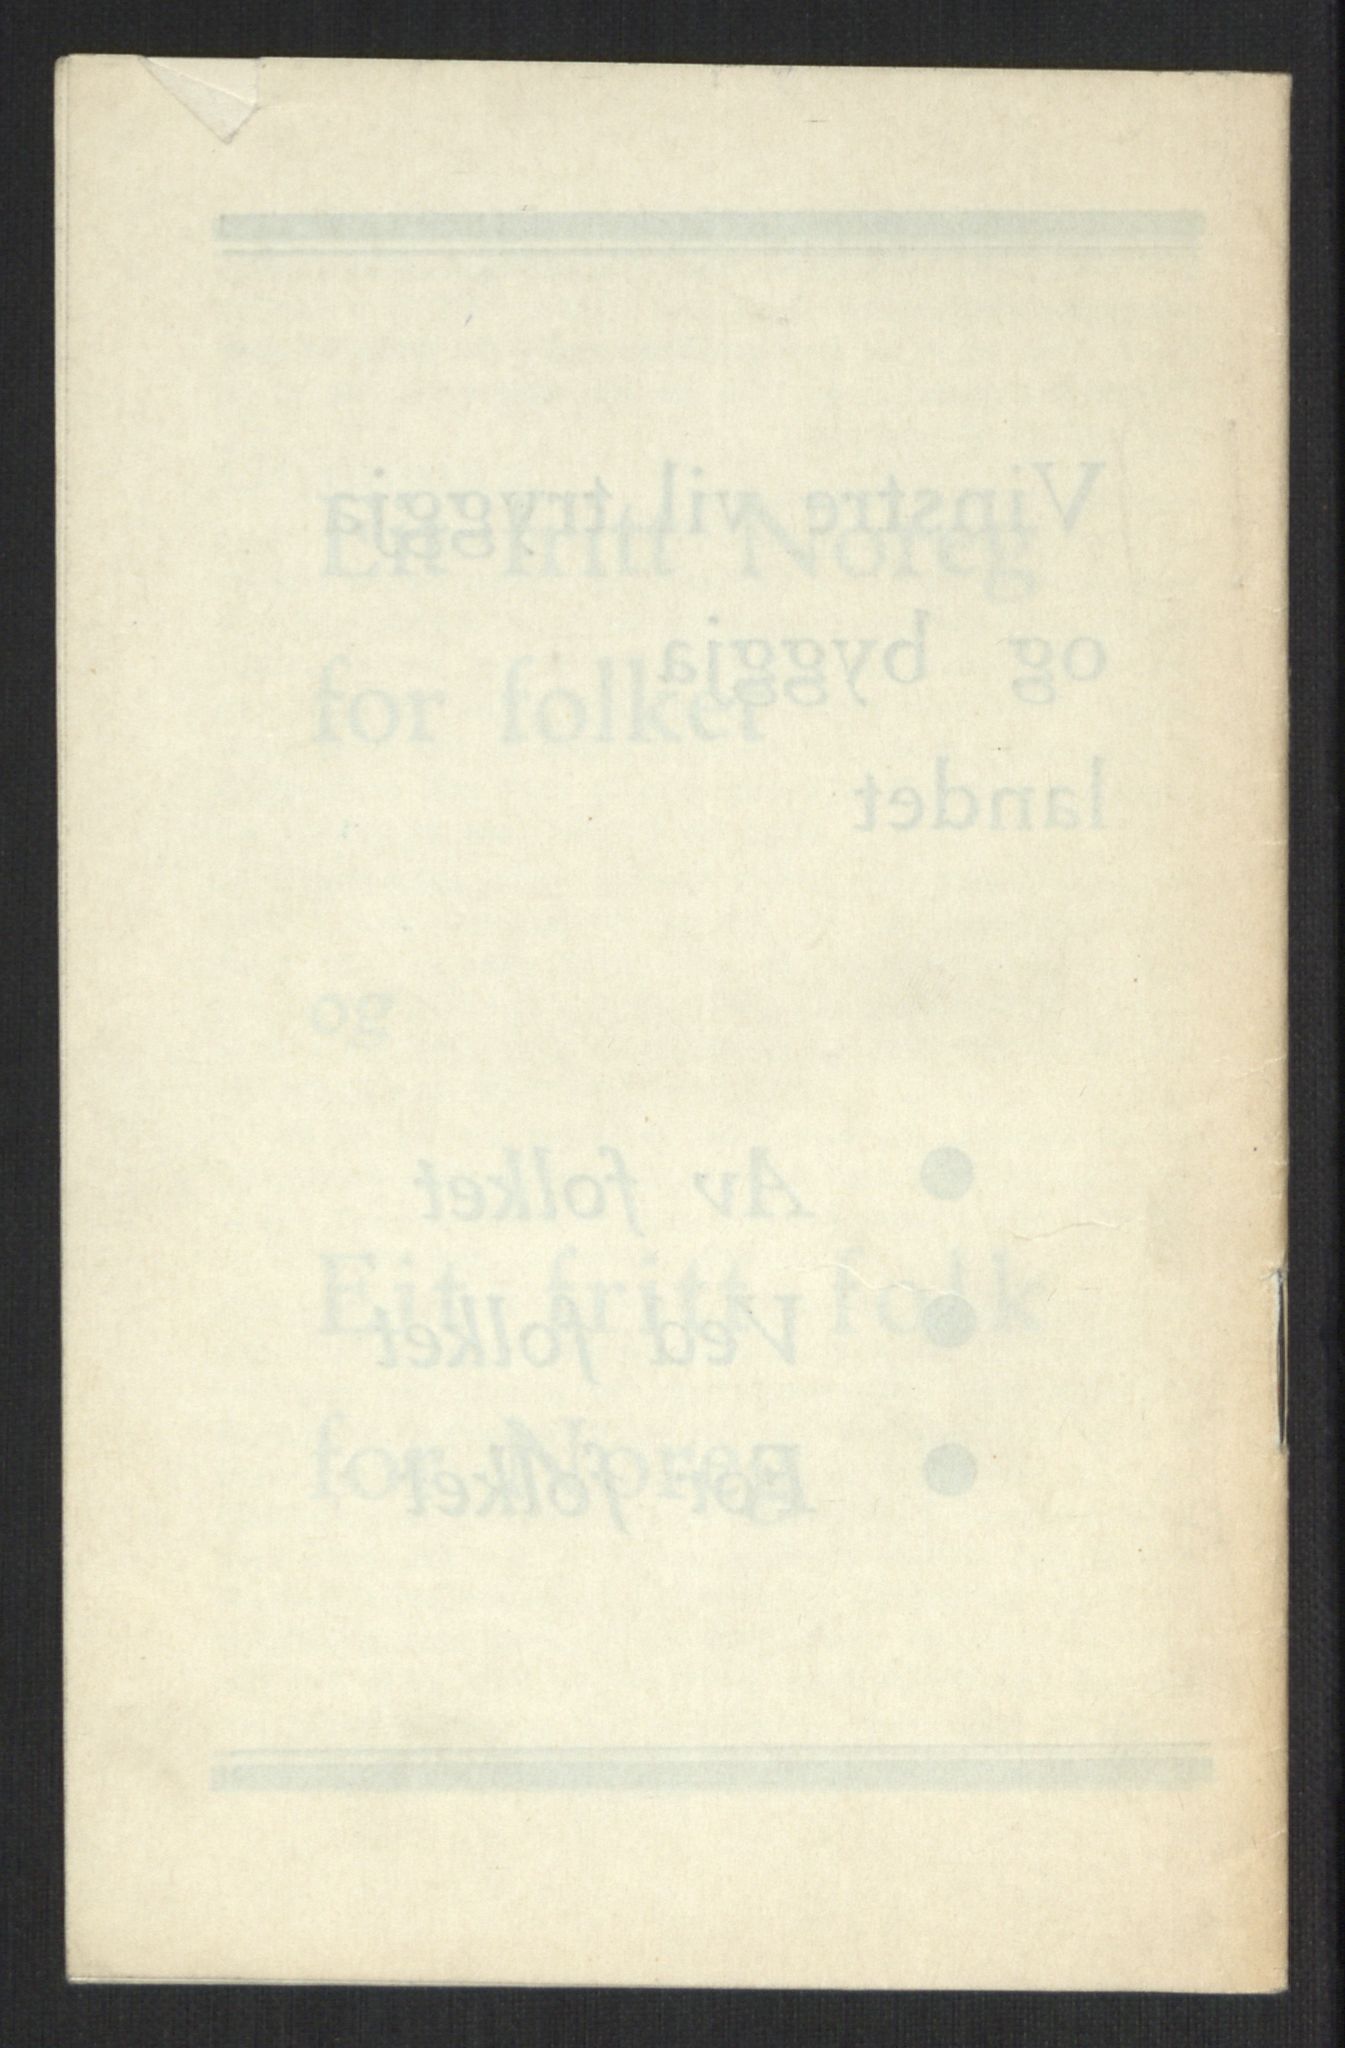 Vinstre vil tryggja
og byggja
landet
Av folket
Ved folket
For folket
Eit fritt Noreg
for folket
og
Eit fritt folk
for Noreg